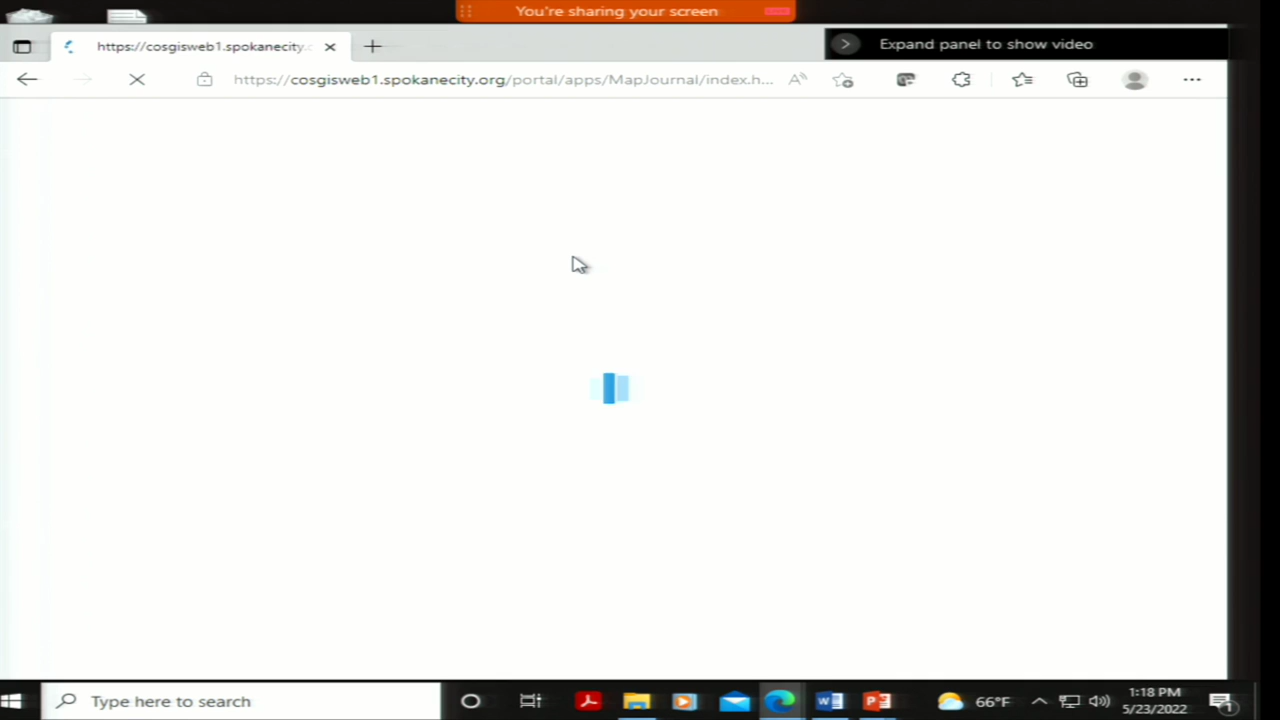 You're sharing your screen
https://cosgisweb1.spokanecity.
Expand panel to show video
https://cosgisweb1.spokanecity.org/portal/apps/MapJournal/index.h...
Type here to search
66°F
1:18 PM
5/23/2022
1